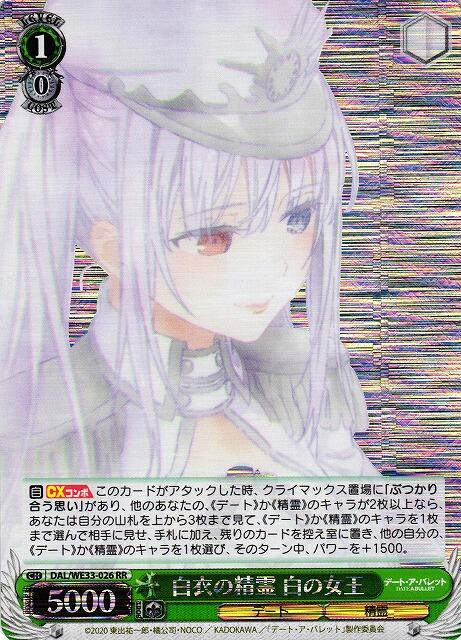 LEVEL
1
0
COST
自 CXコンボ このカードがアタックした時、クライマックス置場に「ぶつかり
合う思い」があり、他のあなたの、《デート》か《精霊》のキャラが2枚以上なら、
あなたは自分の山札を上から3枚まで見て、《デート》か《精霊》のキャラを1枚
まで選んで相手に見せ、手札に加え、残りのカードを控え室に置き、他の自分の、
《デート》か《精霊》のキャラを1枚選び、そのターン中、パワーを+1500。
DAL/WE33-026 RR
5000
白衣の精霊 白の女王
デート・ア・バレット
DATE A BULLET
デート
精霊
©2020 東出祐一郎・橘公司・NOCO / KADOKAWA /「デート・ア・バレット」製作委員会